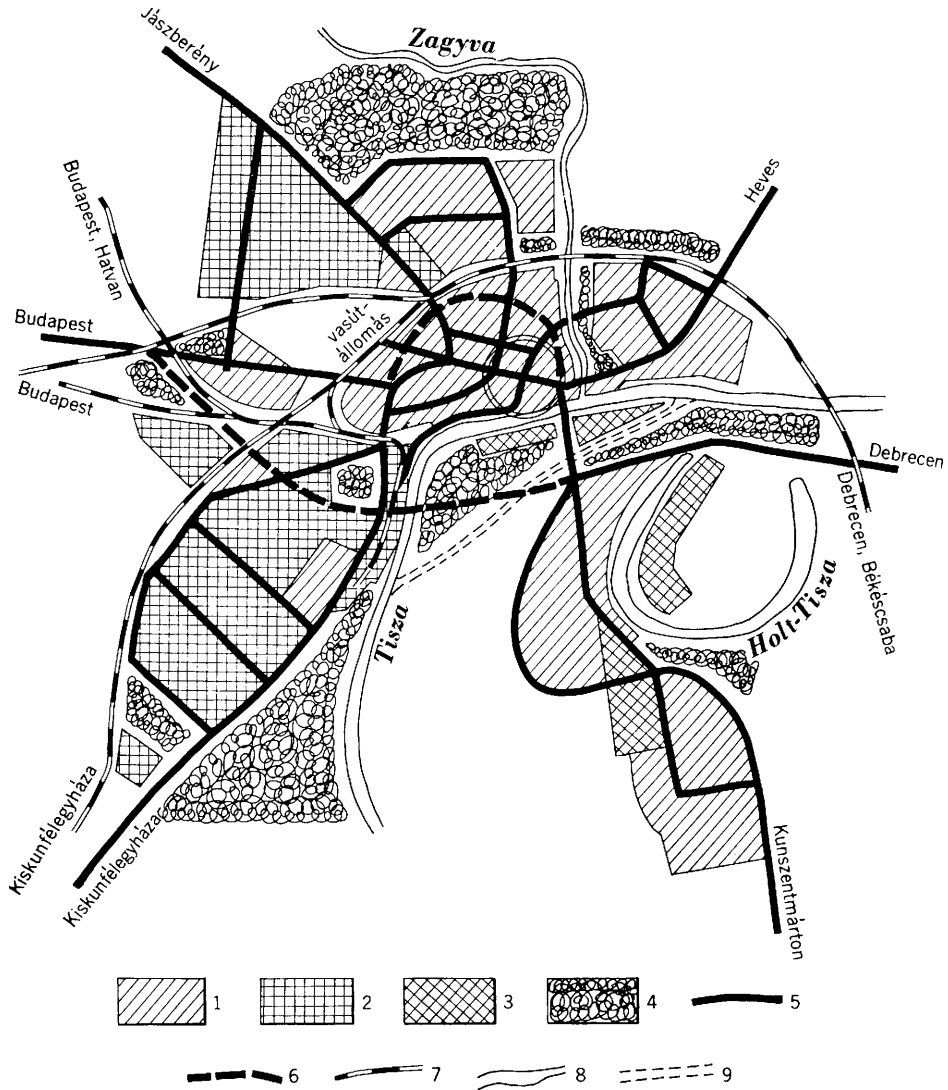 Jászberény
Zagyva
Heves
Budapest, Hatvan
Budapest
vasút-
állomás
Budapest
Debrecen
Debrecen, Békéscsaba
Holt-Tisza
Tisza
Kiskunfélegyháza
Kiskunfélegyháza
Kunszentmárton
1
2
3
4
5
6
7
8
9